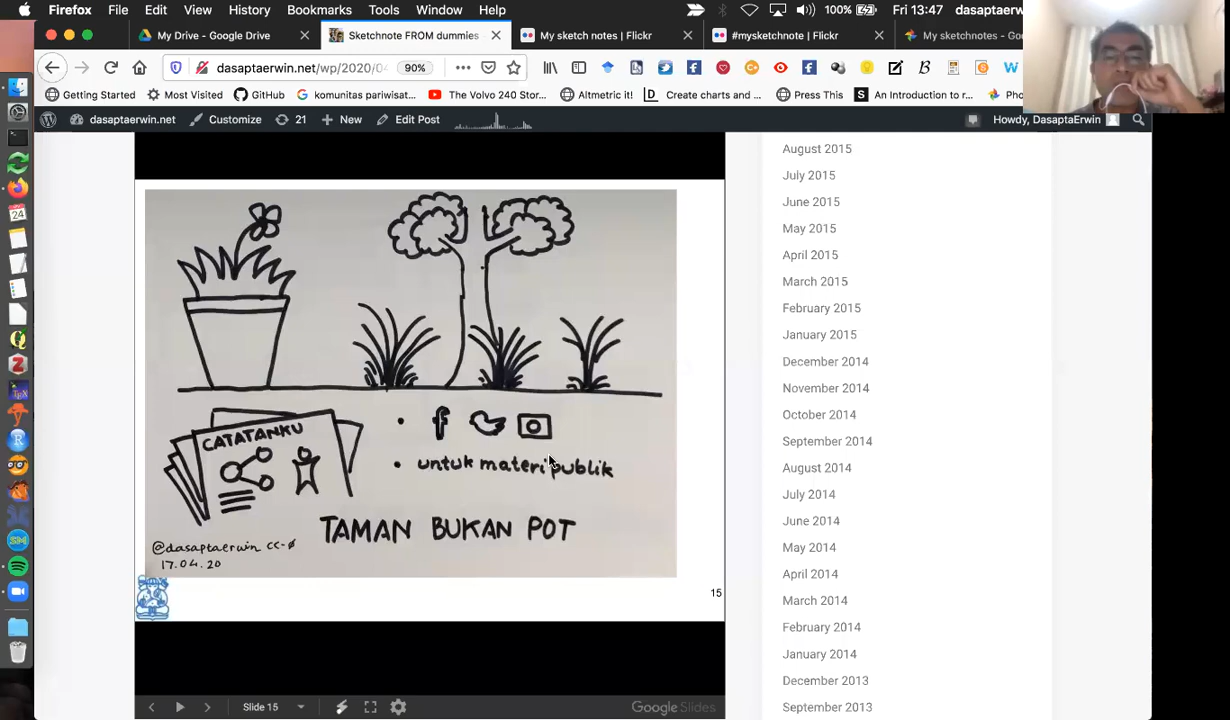 Firefox File Edit View History Bookmarks Tools Window Help 100% Fri 13:47 dasaptaerwin
My Drive - Google Drive
Sketchnote FROM dummies
My sketch notes | Flickr
#mysketchnote | Flickr
My sketchnotes - Goo
dasaptaerwin.net/wp/2020/04 90%
Getting Started Most Visited GitHub komunitas pariwisat... The Volvo 240 Stor... Altmetric it! Create charts and ... Press This An Introduction to r... Pho
dasaptaerwin.net Customize 21 New Edit Post Howdy, DasaptaErwin
CATATANKU
untuk materi publik
TAMAN BUKAN POT
@dasaptaerwin CC-0
17.04.20
15
Slide 15 Google Slides
August 2015
July 2015
June 2015
May 2015
April 2015
March 2015
February 2015
January 2015
December 2014
November 2014
October 2014
September 2014
August 2014
July 2014
June 2014
May 2014
April 2014
March 2014
February 2014
January 2014
December 2013
September 2013